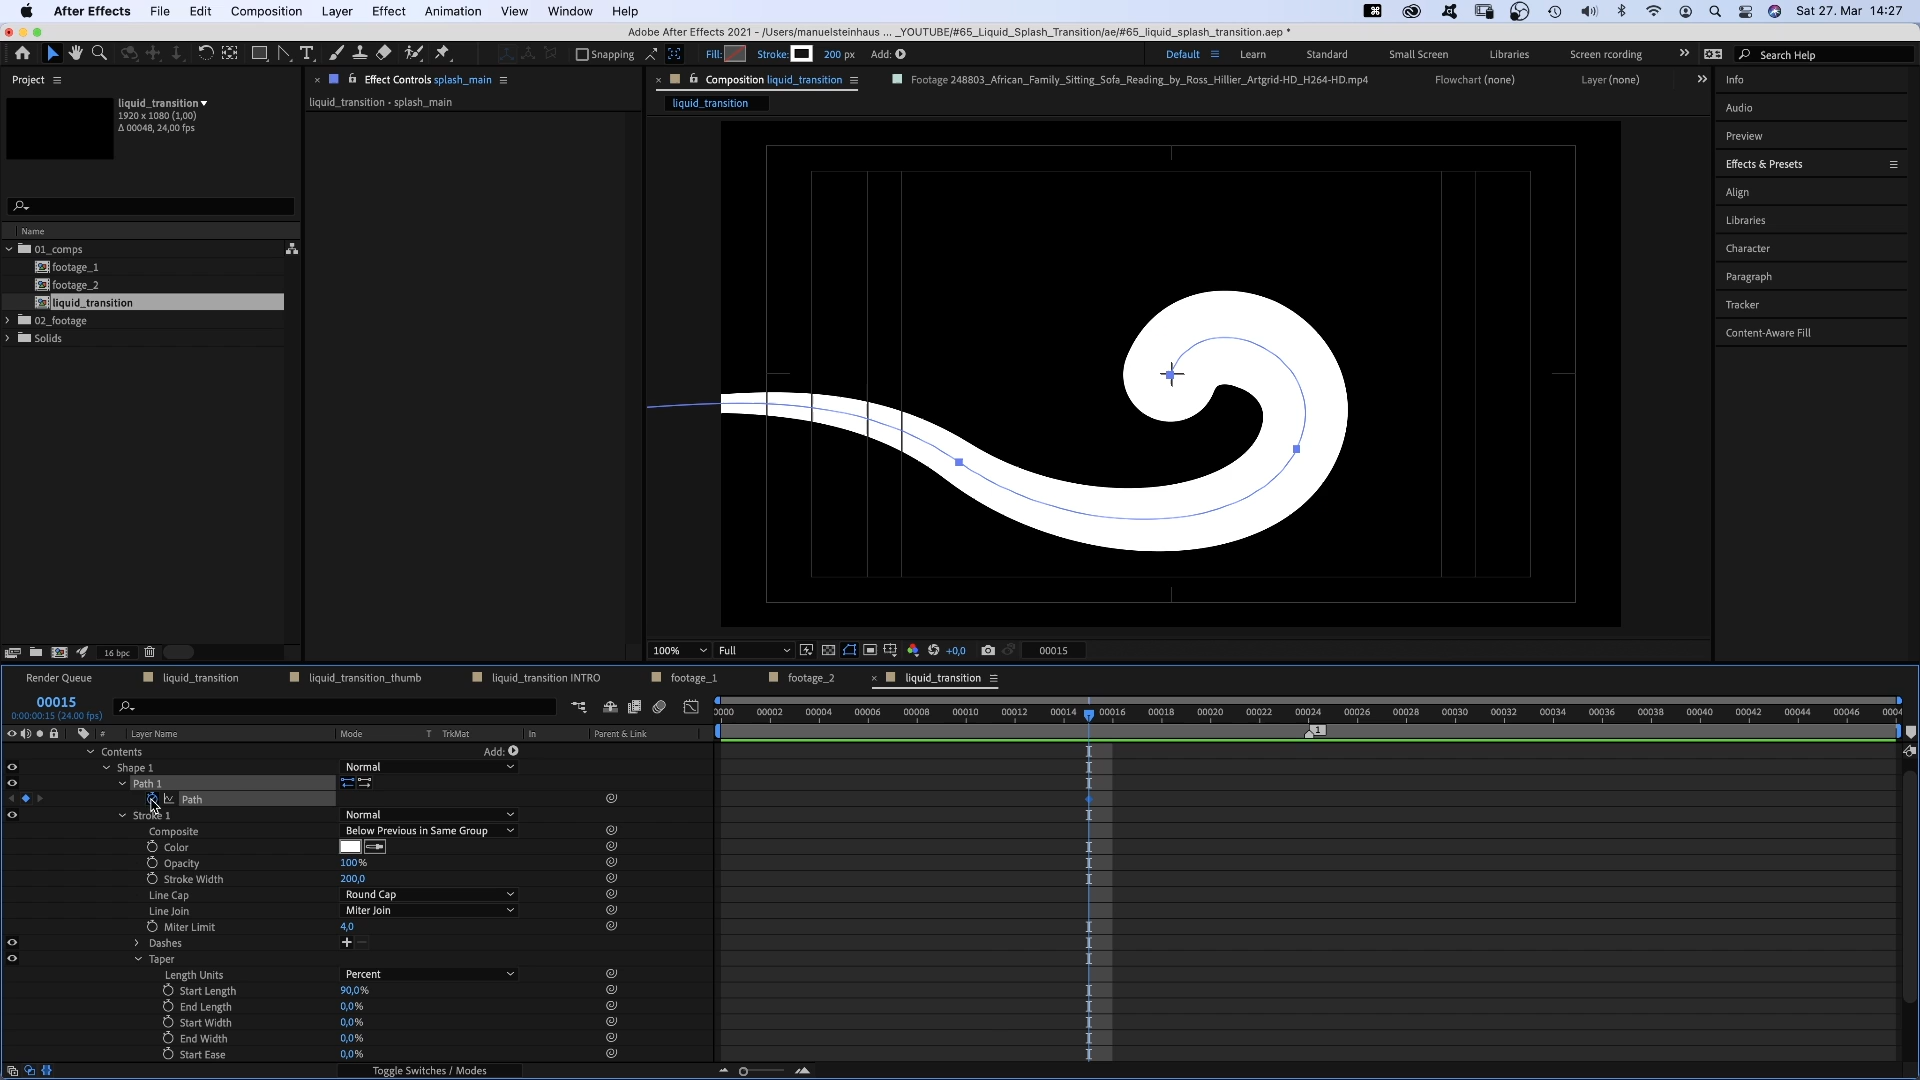 After Effects File Edit Composition Layer Effect Animation View Window Help Sat 27. Mar 14:27
Adobe After Effects 2021 - /Users/manuelsteinhaus ... _YOUTUBE/#65_Liquid_Splash_Transition/ae/#65_liquid_splash_transition.aep *
Snapping Fill: Stroke: 200 px Add: Default Learn Standard Small Screen Libraries Screen recording Search Help
Project Effect Controls splash_main Composition liquid_transition Footage 248803_African_Family_Sitting_Sofa_Reading_by_Ross_Hillier_Artgrid-HD_H264-HD.mp4 Flowchart (none) Layer (none) Info
liquid_transition liquid_transition • splash_main liquid_transition Audio
1920 x 1080 (1,00)
Δ 00048, 24,00 fps
Preview
Effects & Presets
Align
Libraries
Character
Paragraph
Tracker
Content-Aware Fill
Name
01_comps
footage_1
footage_2
liquid_transition
02_footage
Solids
16 bpc 100% Full +0,0 00015
Render Queue liquid_transition liquid_transition_thumb liquid_transition INTRO footage_1 footage_2 liquid_transition
00015
0:00:00:15 (24.00 fps)
0000 00002 00004 00006 00008 00010 00012 00014 00016 00018 00020 00022 00024 00026 00028 00030 00032 00034 00036 00038 00040 00042 00044 00046 0004
# Layer Name Mode T TrkMat In Parent & Link 1
Contents Add:
Shape 1 Normal
Path 1
Path
Stroke 1 Normal
Composite Below Previous in Same Group
Color
Opacity 100%
Stroke Width 200,0
Line Cap Round Cap
Line Join Miter Join
Miter Limit 4,0
Dashes
Taper
Length Units Percent
Start Length 90,0%
End Length 0,0%
Start Width 0,0%
End Width 0,0%
Start Ease 0,0%
Toggle Switches / Modes